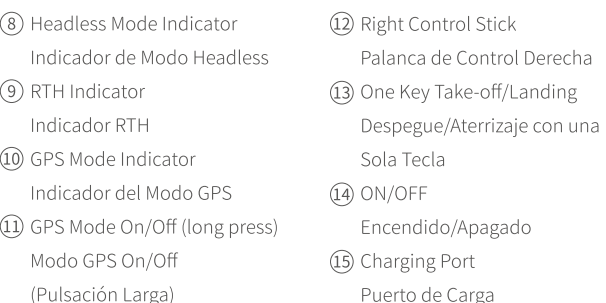 ⑧ Headless Mode Indicator
Indicador de Modo Headless
⑨ RTH Indicator
Indicador RTH
⑩ GPS Mode Indicator
Indicador del Modo GPS
⑪ GPS Mode On/Off (long press)
Modo GPS On/Off
(Pulsación Larga)
⑫ Right Control Stick
Palanca de Control Derecha
⑬ One Key Take-off/Landing
Despegue/Aterrizaje con una
Sola Tecla
⑭ ON/OFF
Encendido/Apagado
⑮ Charging Port
Puerto de Carga